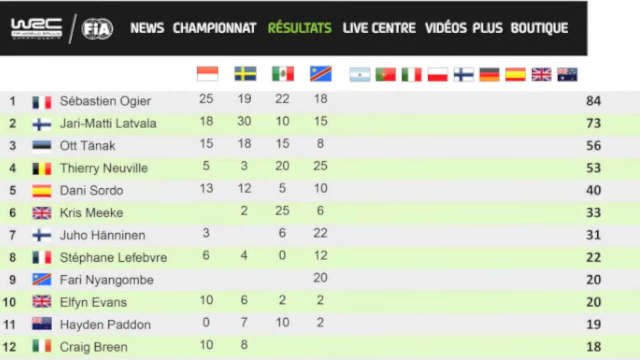 WRC FIA NEWS CHAMPIONNAT RÉSULTATS LIVE CENTRE VIDÉOS PLUS BOUTIQUE
1 Sébastien Ogier 25 19 22 18 84
2 Jari-Matti Latvala 18 30 10 15 73
3 Ott Tänak 15 18 15 8 56
4 Thierry Neuville 5 3 20 25 53
5 Dani Sordo 13 12 5 10 40
6 Kris Meeke 2 25 6 33
7 Juho Hänninen 3 6 22 31
8 Stéphane Lefebvre 6 4 0 12 22
9 Fari Nyangombe 20 20
10 Elfyn Evans 10 6 2 2 20
11 Hayden Paddon 0 7 10 2 19
12 Craig Breen 10 8 18